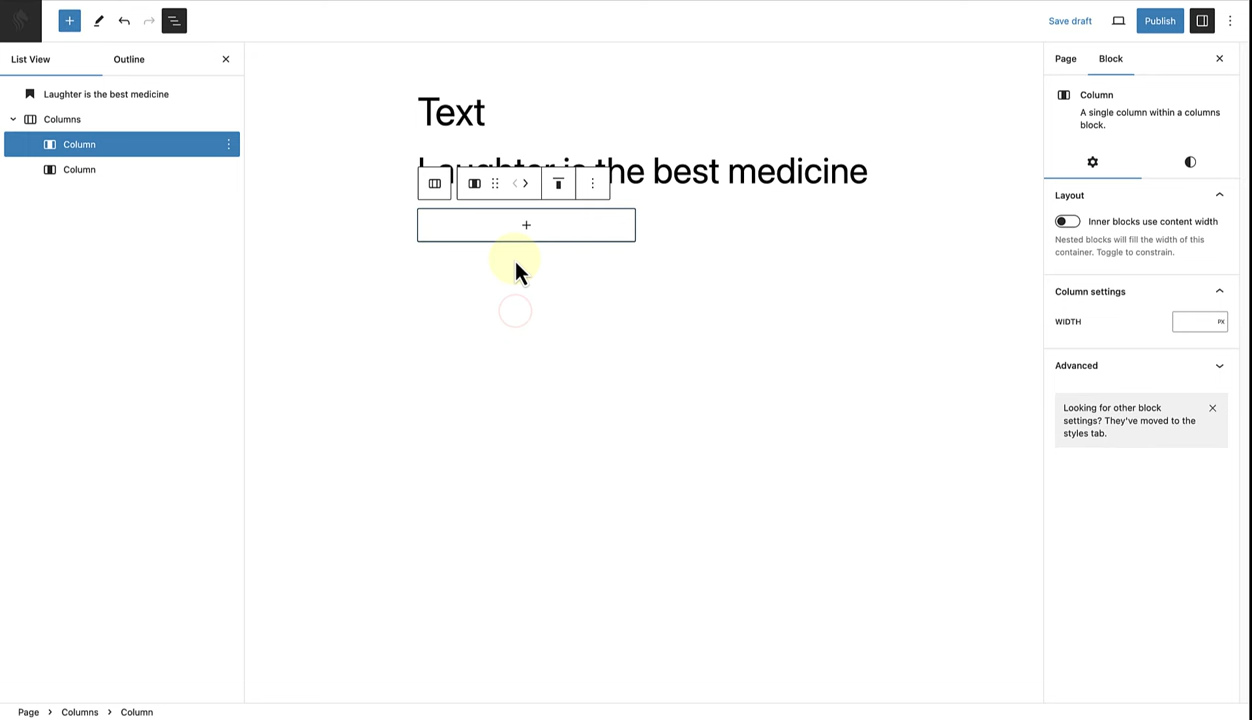 Save draft
Publish
List View
Outline
Laughter is the best medicine
Columns
Column
Column
Text
Laughter is the best medicine
Page
Block
Column
A single column within a columns
block.
Layout
Inner blocks use content width
Nested blocks will fill the width of this
container. Toggle to constrain.
Column settings
WIDTH
PX
Advanced
Looking for other block
settings? They've moved to the
styles tab.
Page > Columns > Column